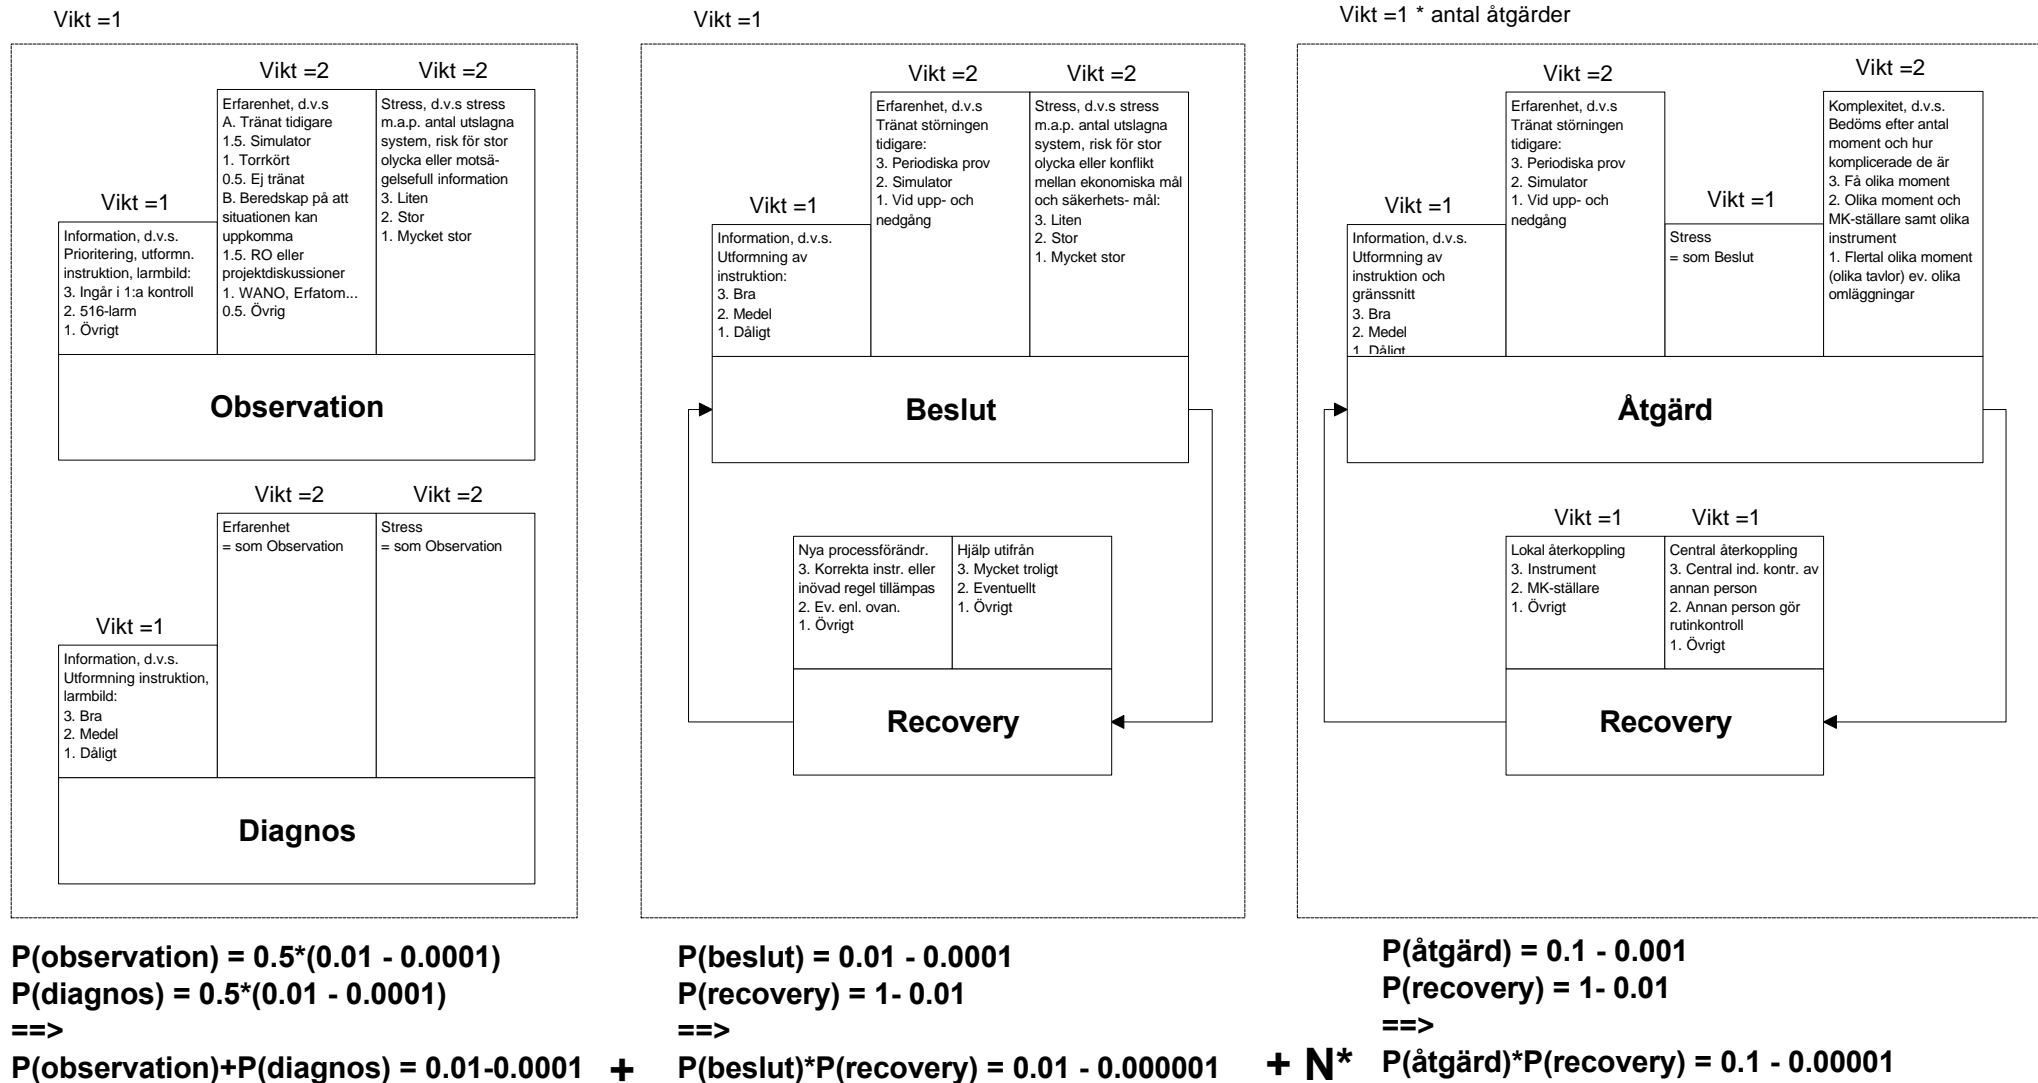 Vikt =1
Vikt =2
Vikt =2
Erfarenhet, d.v.s
A. Tränat tidigare
1.5. Simulator
1. Torrkört
0.5. Ej tränat
B. Beredskap på att
situationen kan
uppkomma
1.5. RO eller
projektdiskussioner
1. WANO, Erfatom...
0.5. Övrig
Stress, d.v.s stress
m.a.p. antal utslagna
system, risk för stor
olycka eller motsä-
gelsefull information
3. Liten
2. Stor
1. Mycket stor
Vikt =1
Information, d.v.s.
Prioritering, utformn.
instruktion, larmbild:
3. Ingår i 1:a kontroll
2. 516-larm
1. Övrigt
Observation
Vikt =2
Vikt =2
Erfarenhet
= som Observation
Stress
= som Observation
Vikt =1
Information, d.v.s.
Utformning instruktion,
larmbild:
3. Bra
2. Medel
1. Dåligt
Diagnos
P(observation) = 0.5*(0.01 - 0.0001)
P(diagnos) = 0.5*(0.01 - 0.0001)
==>
P(observation)+P(diagnos) = 0.01-0.0001
+
Vikt =1
Vikt =2
Vikt =2
Erfarenhet, d.v.s
Tränat störningen
tidigare:
3. Periodiska prov
2. Simulator
1. Vid upp- och
nedgång
Stress, d.v.s stress
m.a.p. antal utslagna
system, risk för stor
olycka eller konflikt
mellan ekonomiska mål
och säkerhets- mål:
3. Liten
2. Stor
1. Mycket stor
Vikt =1
Information, d.v.s.
Utformning av
instruktion:
3. Bra
2. Medel
1. Dåligt
Beslut
Nya processförändr.
3. Korrekta instr. eller
inövad regel tillämpas
2. Ev. enl. ovan.
1. Övrigt
Hjälp utifrån
3. Mycket troligt
2. Eventuellt
1. Övrigt
Recovery
P(beslut) = 0.01 - 0.0001
P(recovery) = 1- 0.01
==>
P(beslut)*P(recovery) = 0.01 - 0.000001
+ N*
Vikt =1 * antal åtgärder
Vikt =2
Vikt =2
Erfarenhet, d.v.s
Tränat störningen
tidigare:
3. Periodiska prov
2. Simulator
1. Vid upp- och
nedgång
Komplexitet, d.v.s.
Bedöms efter antal
moment och hur
komplicerade de är
3. Få olika moment
2. Olika moment och
MK-ställare samt olika
instrument
1. Flertal olika moment
(olika tavlor) ev. olika
omläggningar
Vikt =1
Vikt =1
Information, d.v.s.
Utformning av
instruktion och
gränssnitt
3. Bra
2. Medel
1. Dåligt
Stress
= som Beslut
Åtgärd
Vikt =1
Vikt =1
Lokal återkoppling
3. Instrument
2. MK-ställare
1. Övrigt
Central återkoppling
3. Central ind. kontr. av
annan person
2. Annan person gör
rutinkontroll
1. Övrigt
Recovery
P(åtgärd) = 0.1 - 0.001
P(recovery) = 1- 0.01
==>
P(åtgärd)*P(recovery) = 0.1 - 0.00001